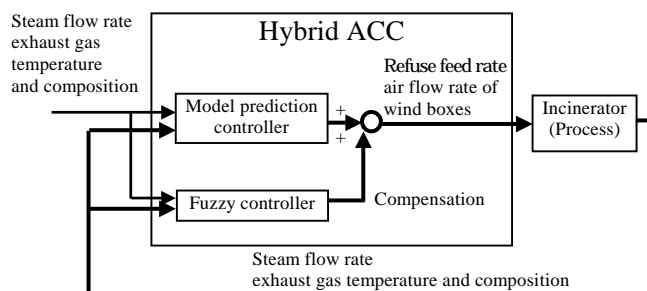 Steam flow rate
exhaust gas
temperature
and composition
Hybrid ACC
Refuse feed rate
air flow rate of
wind boxes
Model prediction
controller
+
+
Incinerator
(Process)
Fuzzy controller
Compensation
Steam flow rate
exhaust gas temperature and composition